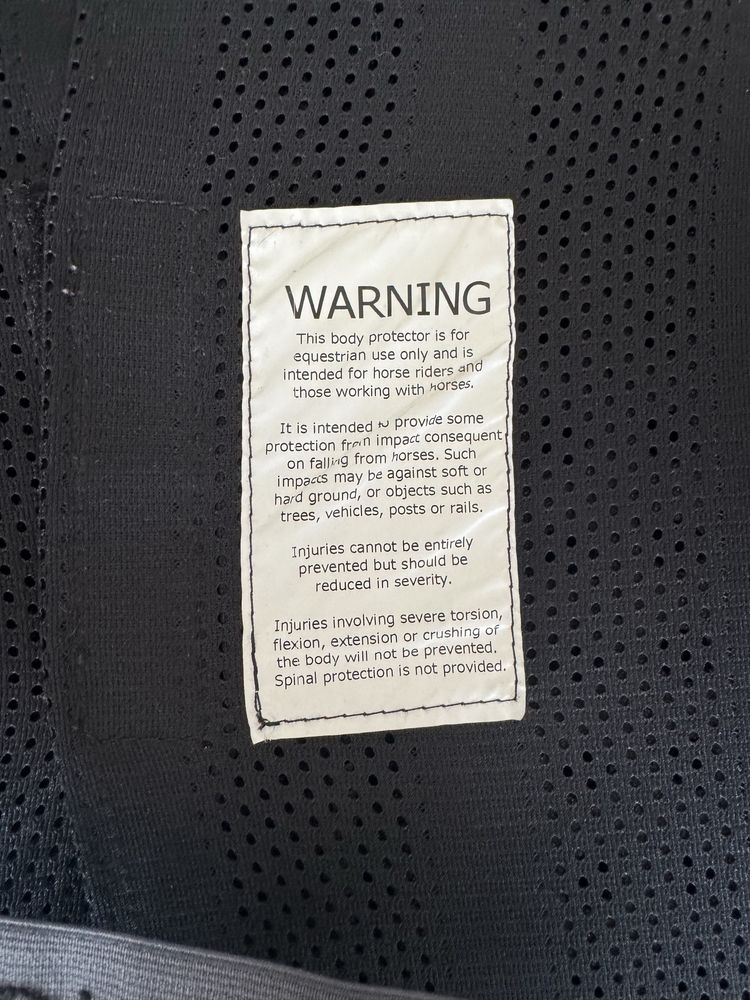 WARNING
This body protector is for
equestrian use only and is
intended for horse riders and
those working with horses.
It is intended to provide some
protection from impact consequent
on falling from horses. Such
impacts may be against soft or
hard ground, or objects such as
trees, vehicles, posts or rails.
Injuries cannot be entirely
prevented but should be
reduced in severity.
Injuries involving severe torsion,
flexion, extension or crushing of
the body will not be prevented.
Spinal protection is not provided.